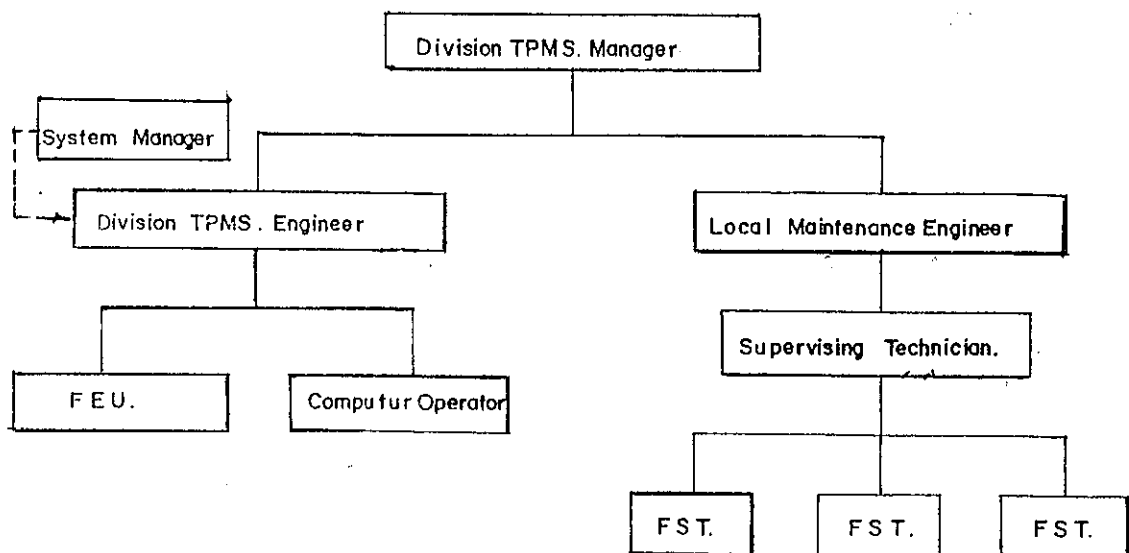 Division TPMS. Manager
System Manager
Division TPMS. Engineer
Local Maintenance Engineer
Supervising Technician.
FEU.
Computur Operator
FST.
FST.
FST.